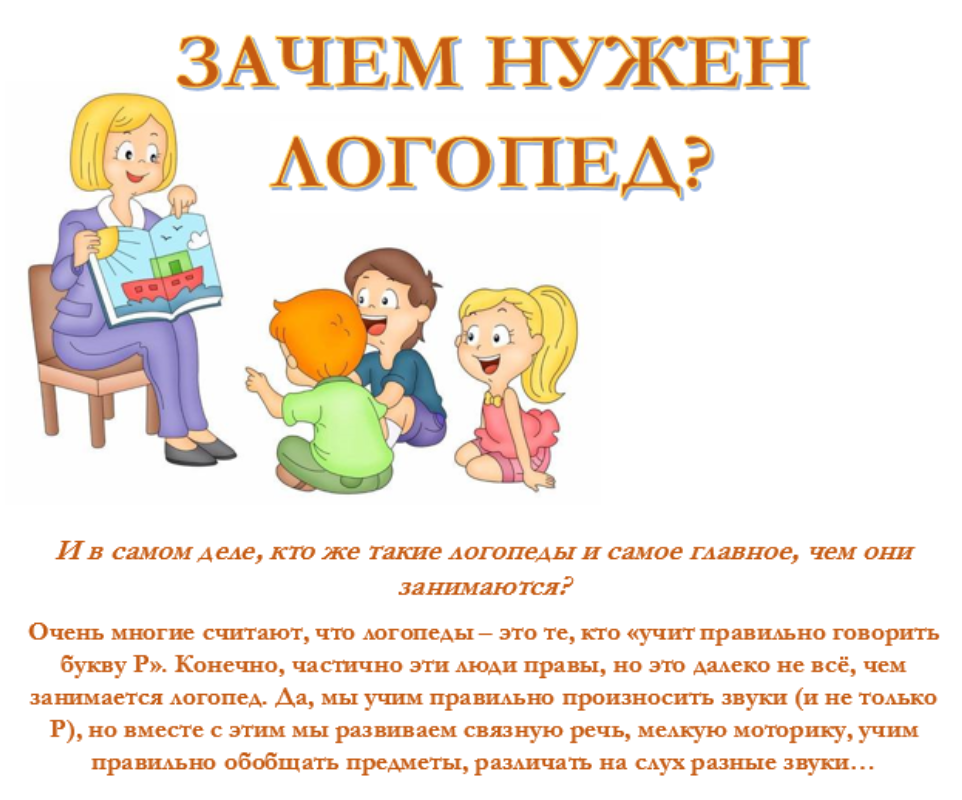 ЗАЧЕМ НУЖЕН
ЛОГОПЕД?
И в самом деле, кто же такие логопеды и самое главное, чем они
занимаются?
Очень многие считают, что логопеды – это те, кто «учит правильно говорить
букву Р». Конечно, частично эти люди правы, но это далеко не всё, чем
занимается логопед. Да, мы учим правильно произносить звуки (и не только
Р), но вместе с этим мы развиваем связную речь, мелкую моторику, учим
правильно обобщать предметы, различать на слух разные звуки…